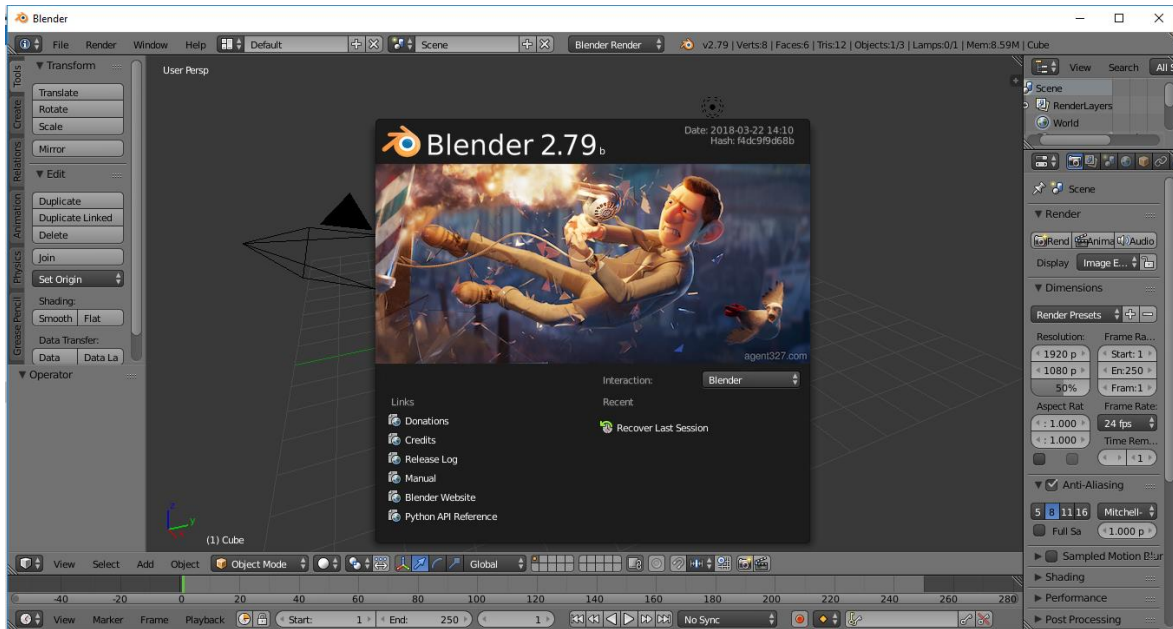 Blender
File Render Window Help Default Scene Blender Render v2.79 | Verts:8 | Faces:6 | Tris:12 | Objects:1/3 | Lamps:0/1 | Mem:8.59M | Cube
Tools
Create
Relations
Animation
Physics
Grease Pencil
Transform
Translate
Rotate
Scale
Mirror
Edit
Duplicate
Duplicate Linked
Delete
Join
Set Origin
Shading:
Smooth Flat
Data Transfer:
Data Data La
Operator
User Persp
Blender 2.79 b
Date: 2018-03-22 14:10
Hash: f4dc9f9d68b
agent327.com
Interaction: Blender
Links
Donations
Credits
Release Log
Manual
Blender Website
Python API Reference
Recent
Recover Last Session
z
y
(1) Cube
View Search All S
Scene
RenderLayers
World
Scene
Render
Rend Anima Audio
Display Image E...
Dimensions
Render Presets
Resolution: Frame Ra...
1920 p Start: 1
1080 p En:250
50% Fram:1
Aspect Rat Frame Rate:
: 1.000 24 fps
: 1.000 Time Rem...
1
Anti-Aliasing
5 8 11 16 Mitchell-
Full Sa 1.000 p
Sampled Motion Blur
Shading
Performance
Post Processing
View Select Add Object Object Mode Global
-40 -20 0 20 40 60 80 100 120 140 160 180 200 220 240 260 280
View Marker Frame Playback Start: 1 End: 250 1 No Sync